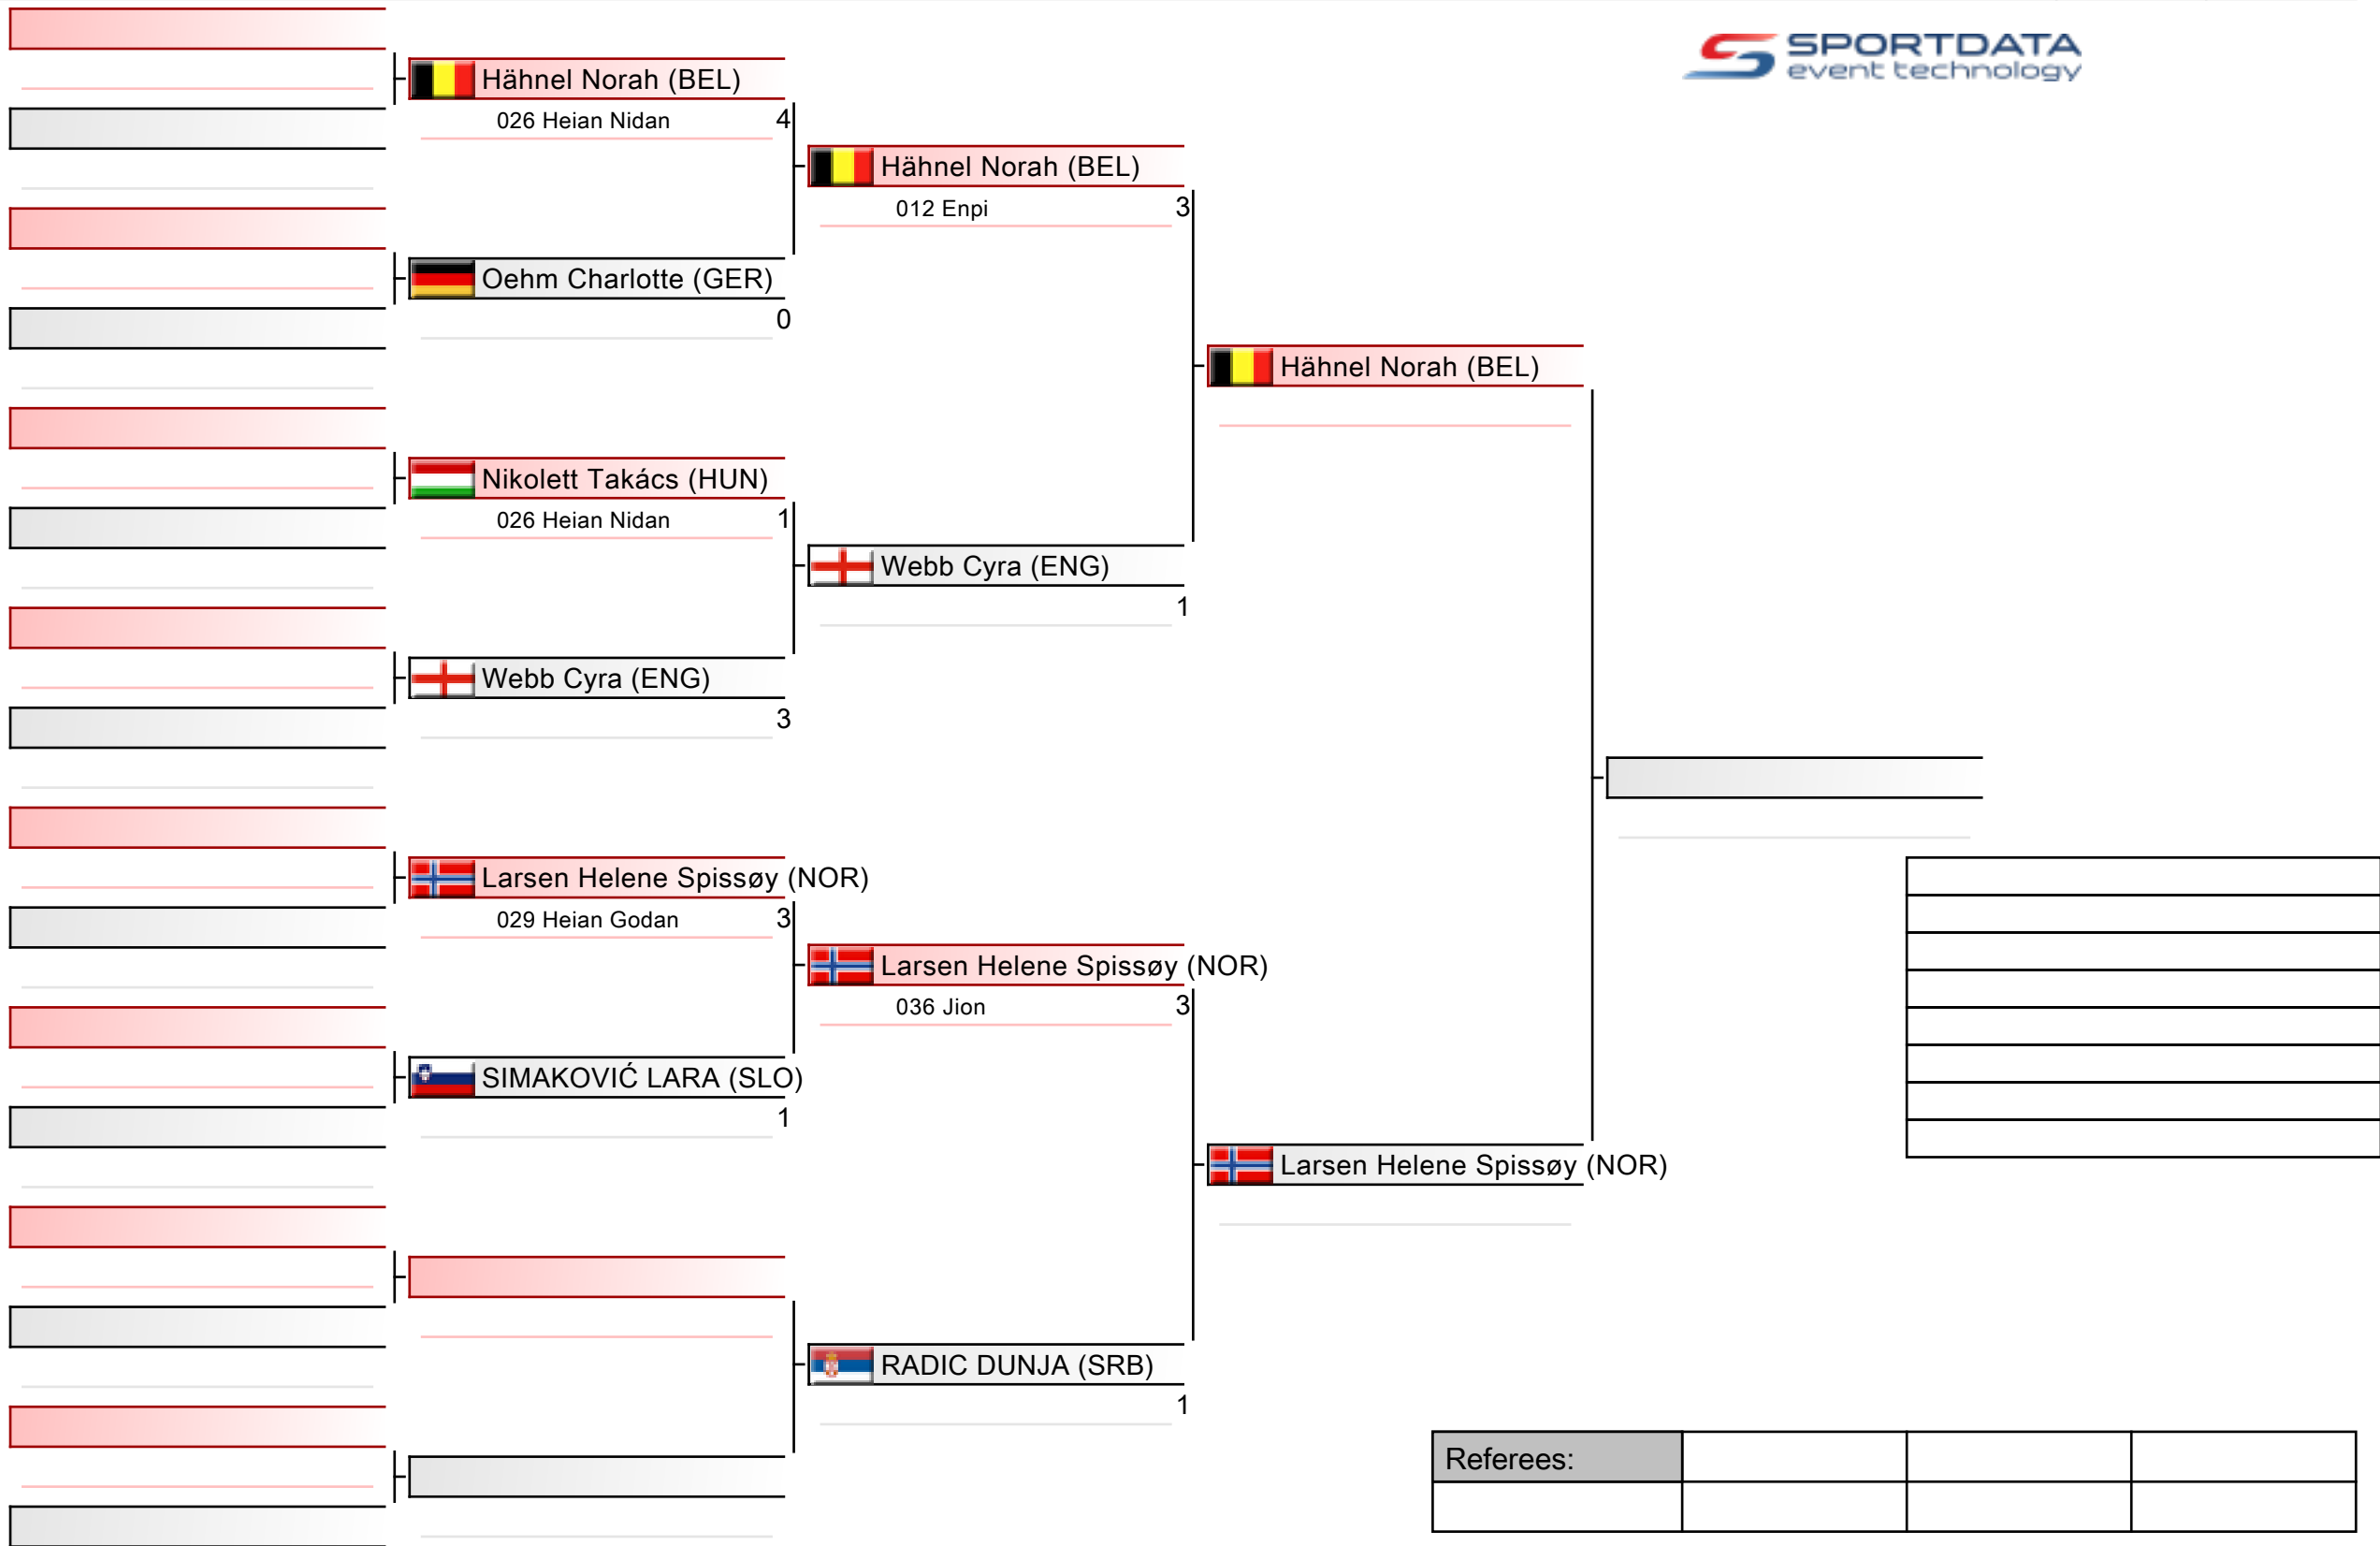 SPORTDATA
event technology
Hähnel Norah (BEL)
026 Heian Nidan 4
Hähnel Norah (BEL)
012 Enpi 3
Oehm Charlotte (GER)
0
Hähnel Norah (BEL)
Nikolett Takács (HUN)
026 Heian Nidan 1
Webb Cyra (ENG)
1
Webb Cyra (ENG)
3
Larsen Helene Spissøy (NOR)
029 Heian Godan 3
Larsen Helene Spissøy (NOR)
036 Jion 3
SIMAKOVIĆ LARA (SLO)
1
Larsen Helene Spissøy (NOR)
RADIC DUNJA (SRB)
1
Referees: